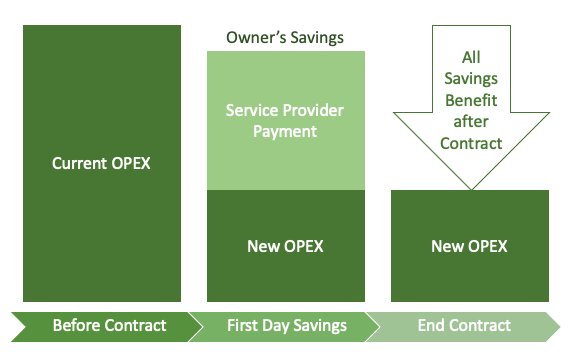 Current OPEX
Owner's Savings
Service Provider
Payment
New OPEX
All
Savings
Benefit
after
Contract
New OPEX
Before Contract
First Day Savings
End Contract